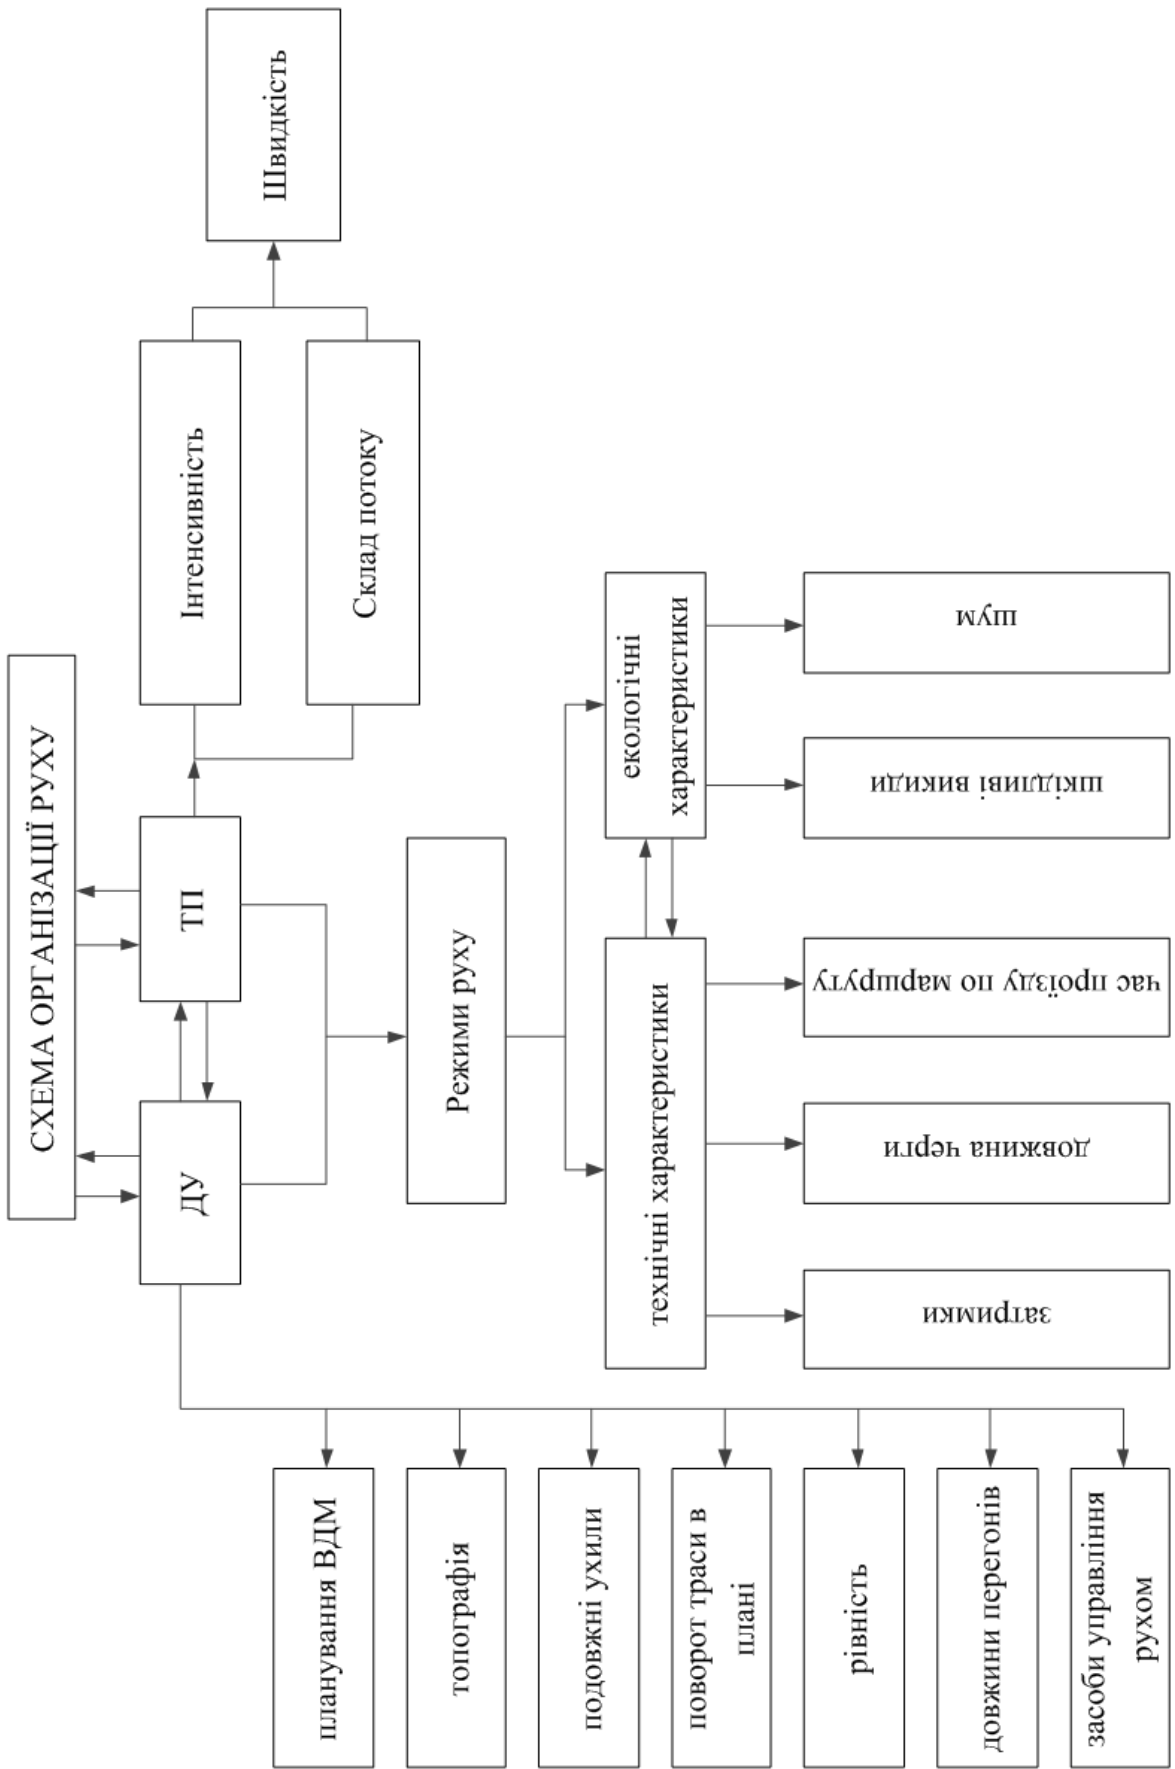 СХЕМА ОРГАНІЗАЦІЇ РУХУ
ДУ
ТП
Інтенсивність
Швидкість
Склад потоку
планування ВДМ
топографія
подовжні ухили
поворот траси в
плані
рівність
довжини перегонів
засоби управління
рухом
Режими руху
технічні характеристики
екологічні
характеристики
затримки
довжина черги
час проїзду по маршруту
шкідливі викиди
шум